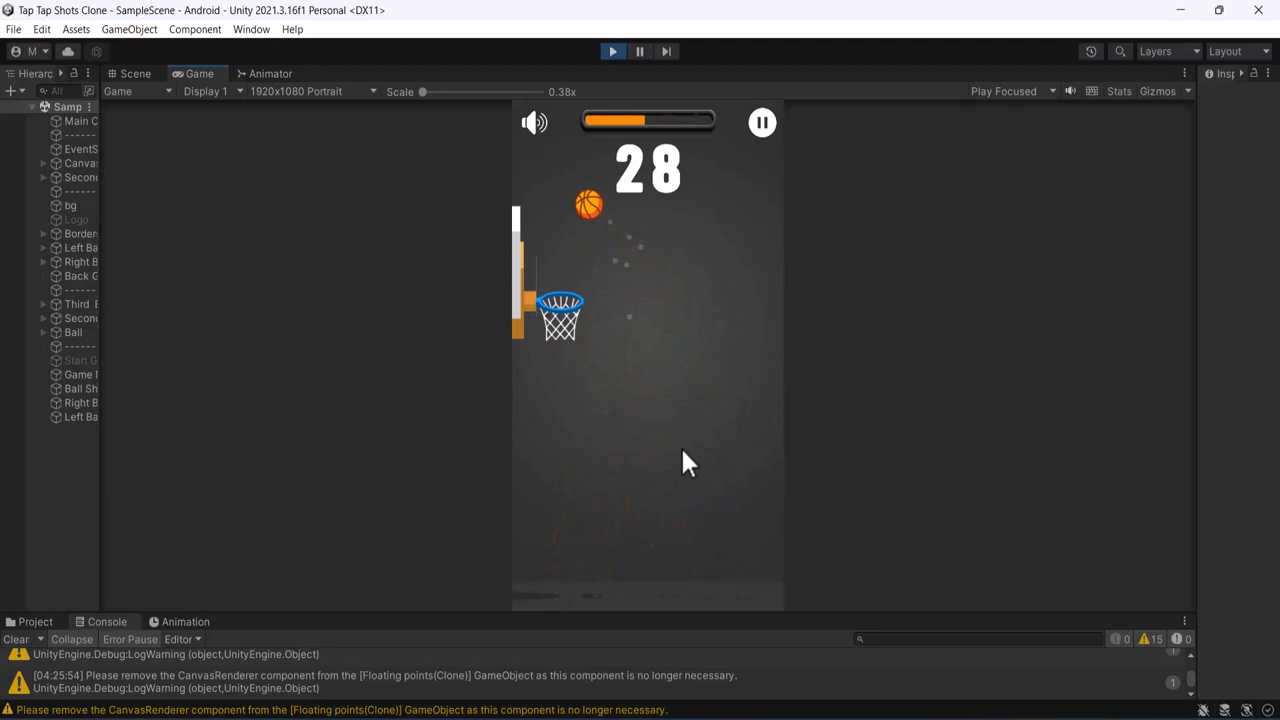 Tap Tap Shots Clone - SampleScene - Android - Unity 2021.3.16f1 Personal <DX11>
File Edit Assets GameObject Component Window Help
M Layers Layout
Hierarc Scene Game Animator Insp
All Game Display 1 1920x1080 Portrait Scale 0.38x Play Focused Stats Gizmos
Samp
Main C
------
EventS
Canvas
Second
------
bg
Logo
Borders
Left Ba
Right B
Back G
------
Third E
Second
Ball
------
Start G
Game M
Ball Sh
Right B
Left Ba
28
Project Console Animation
Clear Collapse Error Pause Editor 0 15 0
UnityEngine.Debug:LogWarning (object,UnityEngine.Object)
[04:25:54] Please remove the CanvasRenderer component from the [Floating points(Clone)] GameObject as this component is no longer necessary.
UnityEngine.Debug:LogWarning (object,UnityEngine.Object) 1
Please remove the CanvasRenderer component from the [Floating points(Clone)] GameObject as this component is no longer necessary.